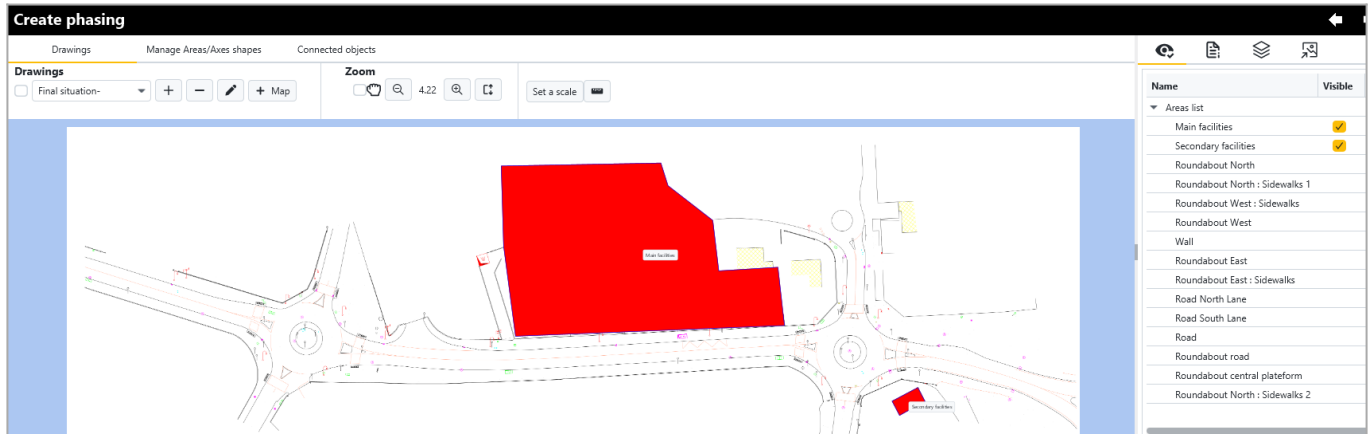 Create phasing
Drawings
Manage Areas/Axes shapes
Connected objects
Drawings
Final situation-
+ Map
Zoom
4.22
Set a scale
Main facilities
Secondary facilities
Name
Visible
Areas list
Main facilities
Secondary facilities
Roundabout North
Roundabout North : Sidewalks 1
Roundabout West : Sidewalks
Roundabout West
Wall
Roundabout East
Roundabout East : Sidewalks
Road North Lane
Road South Lane
Road
Roundabout road
Roundabout central plateform
Roundabout North : Sidewalks 2